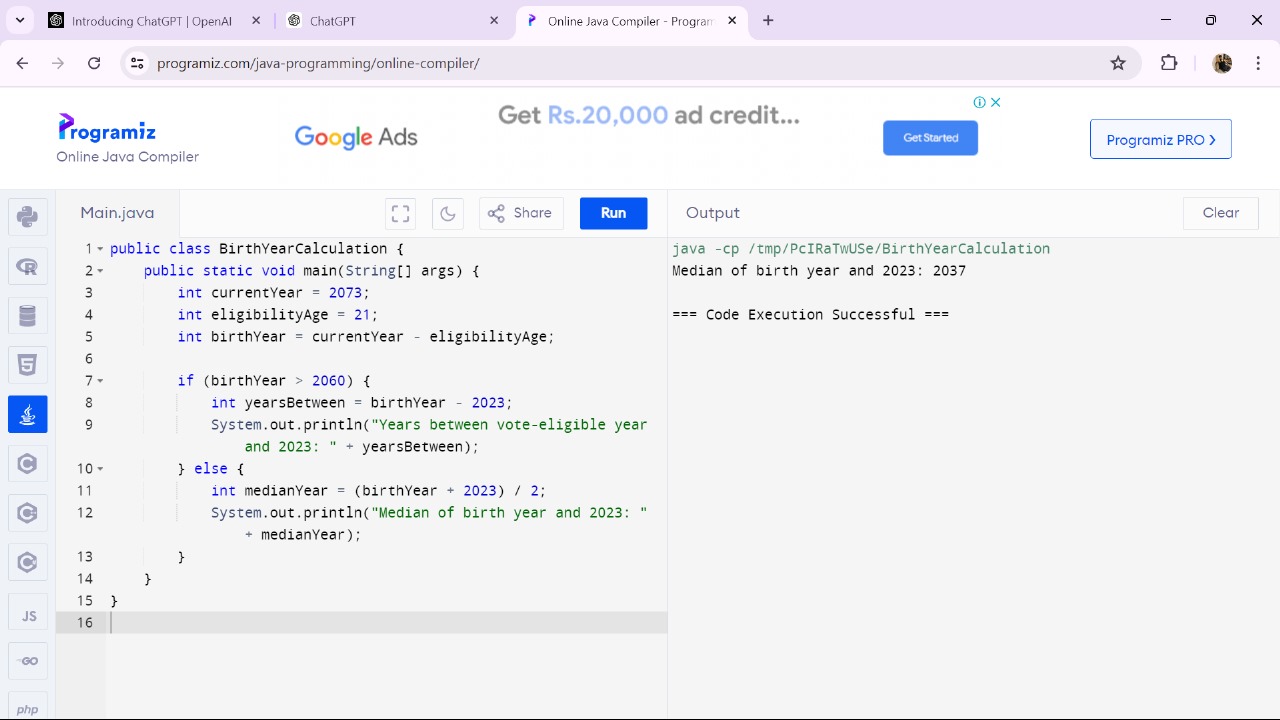 Introducing ChatGPT | OpenAI
ChatGPT
Online Java Compiler - Program
programiz.com/java-programming/online-compiler/
Programiz
Online Java Compiler
Google Ads
Get Rs.20,000 ad credit...
Get Started
Programiz PRO
Main.java
Share
Run
Output
Clear
1 public class BirthYearCalculation {
2 public static void main(String[] args) {
3 int currentYear = 2073;
4 int eligibilityAge = 21;
5 int birthYear = currentYear - eligibilityAge;
6
7 if (birthYear > 2060) {
8 int yearsBetween = birthYear - 2023;
9 System.out.println("Years between vote-eligible year
and 2023: " + yearsBetween);
10 } else {
11 int medianYear = (birthYear + 2023) / 2;
12 System.out.println("Median of birth year and 2023: "
+ medianYear);
13 }
14 }
15 }
16
java -cp /tmp/PcIRaTwUSe/BirthYearCalculation
Median of birth year and 2023: 2037
=== Code Execution Successful ===
JS
GO
php